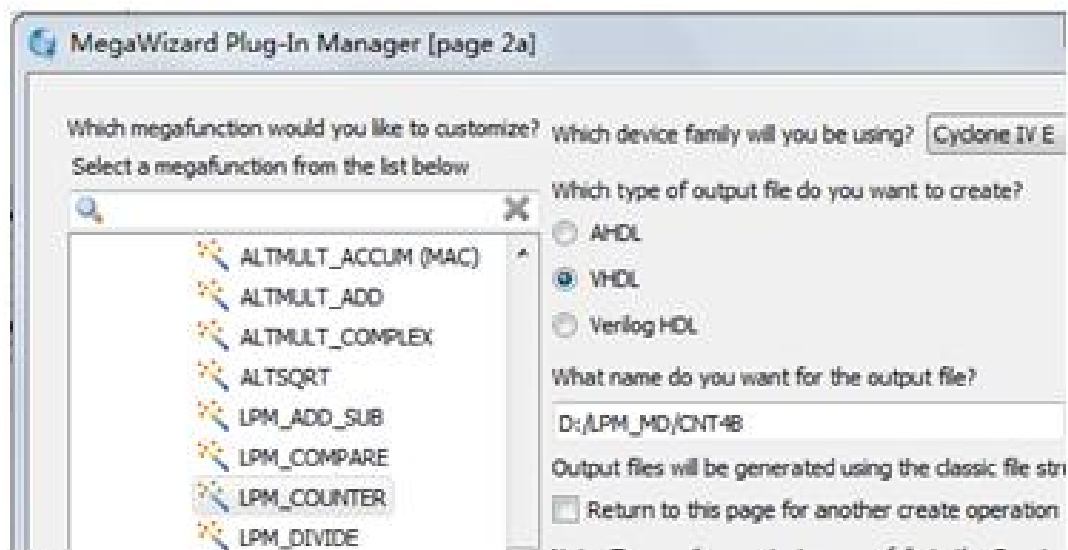 MegaWizard Plug-In Manager [page 2a]
Which megafunction would you like to customize?
Select a megafunction from the list below
ALTMULT_ACCUM (MAC)
ALTMULT_ADD
ALTMULT_COMPLEX
ALTSQRT
LPM_ADD_SUB
LPM_COMPARE
LPM_COUNTER
LPM_DIVIDE
Which device family will you be using? Cyclone IV E
Which type of output file do you want to create?
AHDL
VHDL
Verilog HDL
What name do you want for the output file?
D:/LPM_MD/CNT4B
Output files will be generated using the classic file stru
Return to this page for another create operation